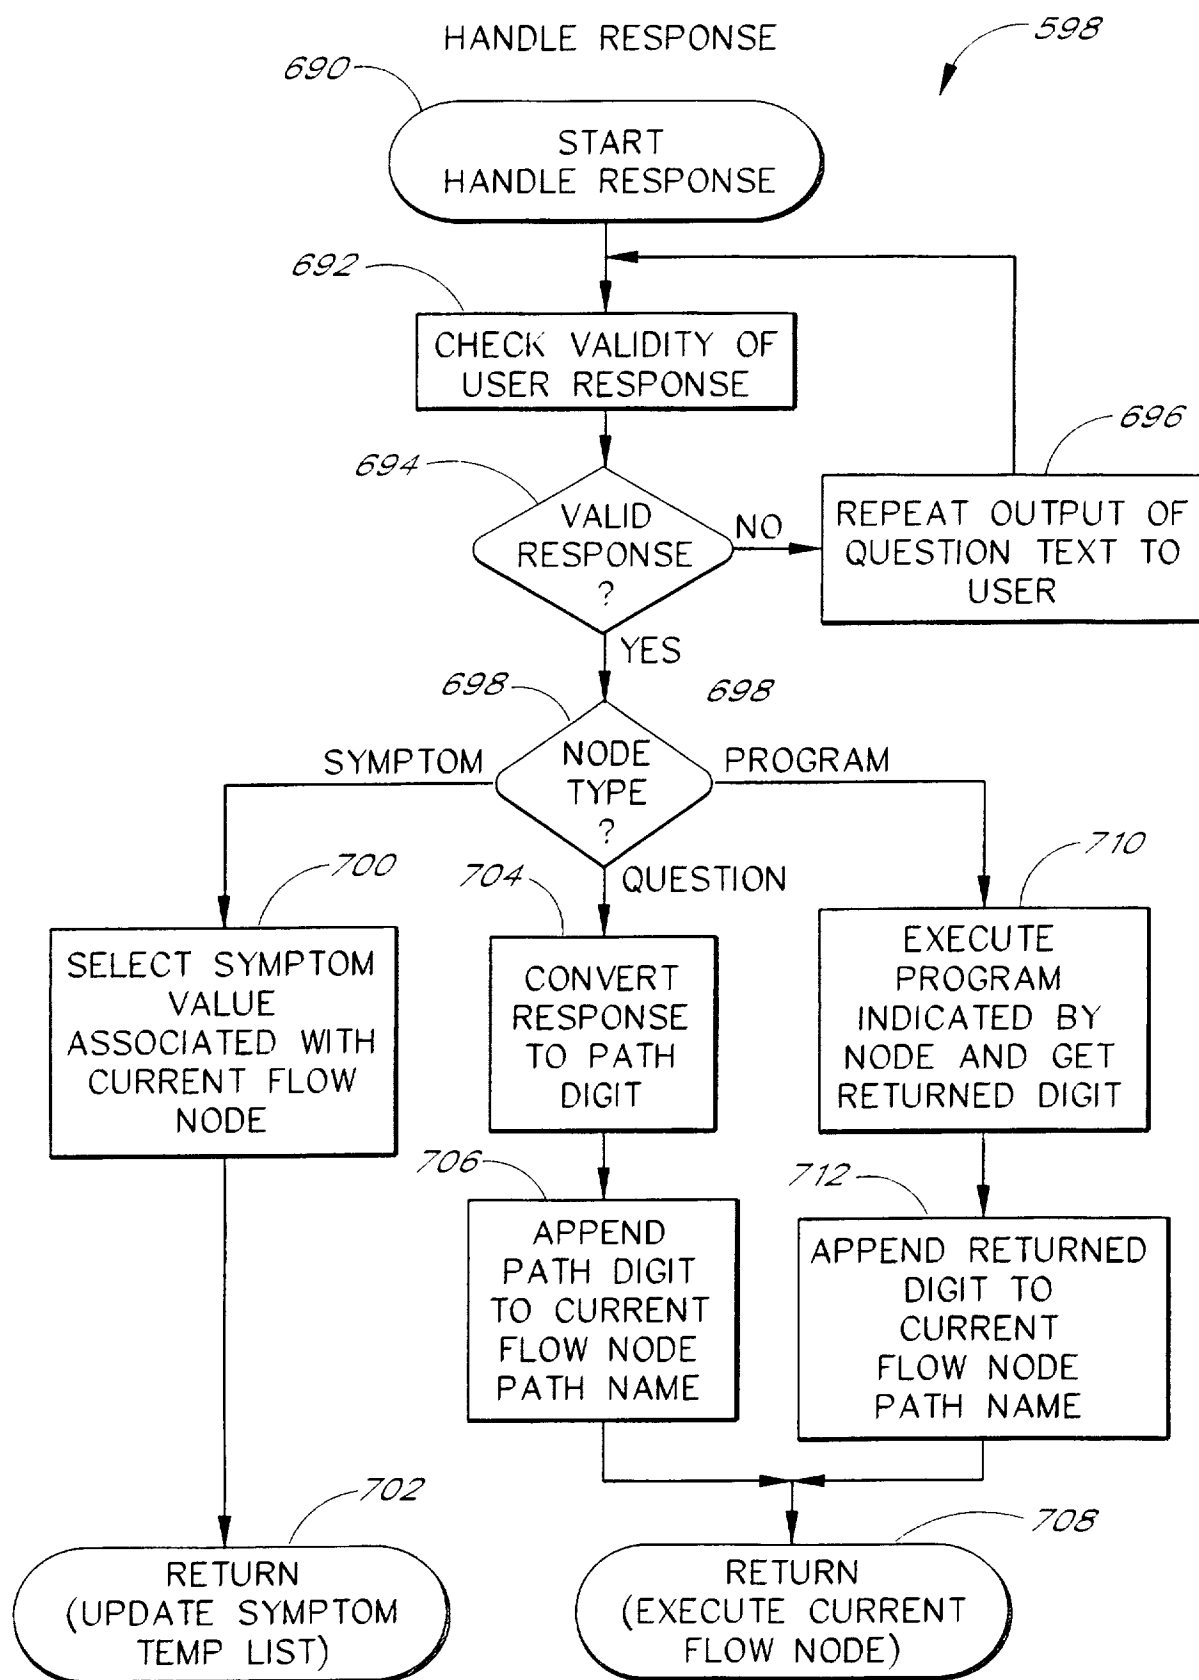 HANDLE RESPONSE
598
690
START
HANDLE RESPONSE
692
CHECK VALIDITY OF
USER RESPONSE
694
VALID
RESPONSE
?
NO
696
REPEAT OUTPUT OF
QUESTION TEXT TO
USER
YES
698
698
NODE
TYPE
?
SYMPTOM
PROGRAM
QUESTION
700
SELECT SYMPTOM
VALUE
ASSOCIATED WITH
CURRENT FLOW
NODE
704
CONVERT
RESPONSE
TO PATH
DIGIT
710
EXECUTE
PROGRAM
INDICATED BY
NODE AND GET
RETURNED DIGIT
706
APPEND
PATH DIGIT
TO CURRENT
FLOW NODE
PATH NAME
712
APPEND RETURNED
DIGIT TO
CURRENT
FLOW NODE
PATH NAME
702
RETURN
(UPDATE SYMPTOM
TEMP LIST)
708
RETURN
(EXECUTE CURRENT
FLOW NODE)